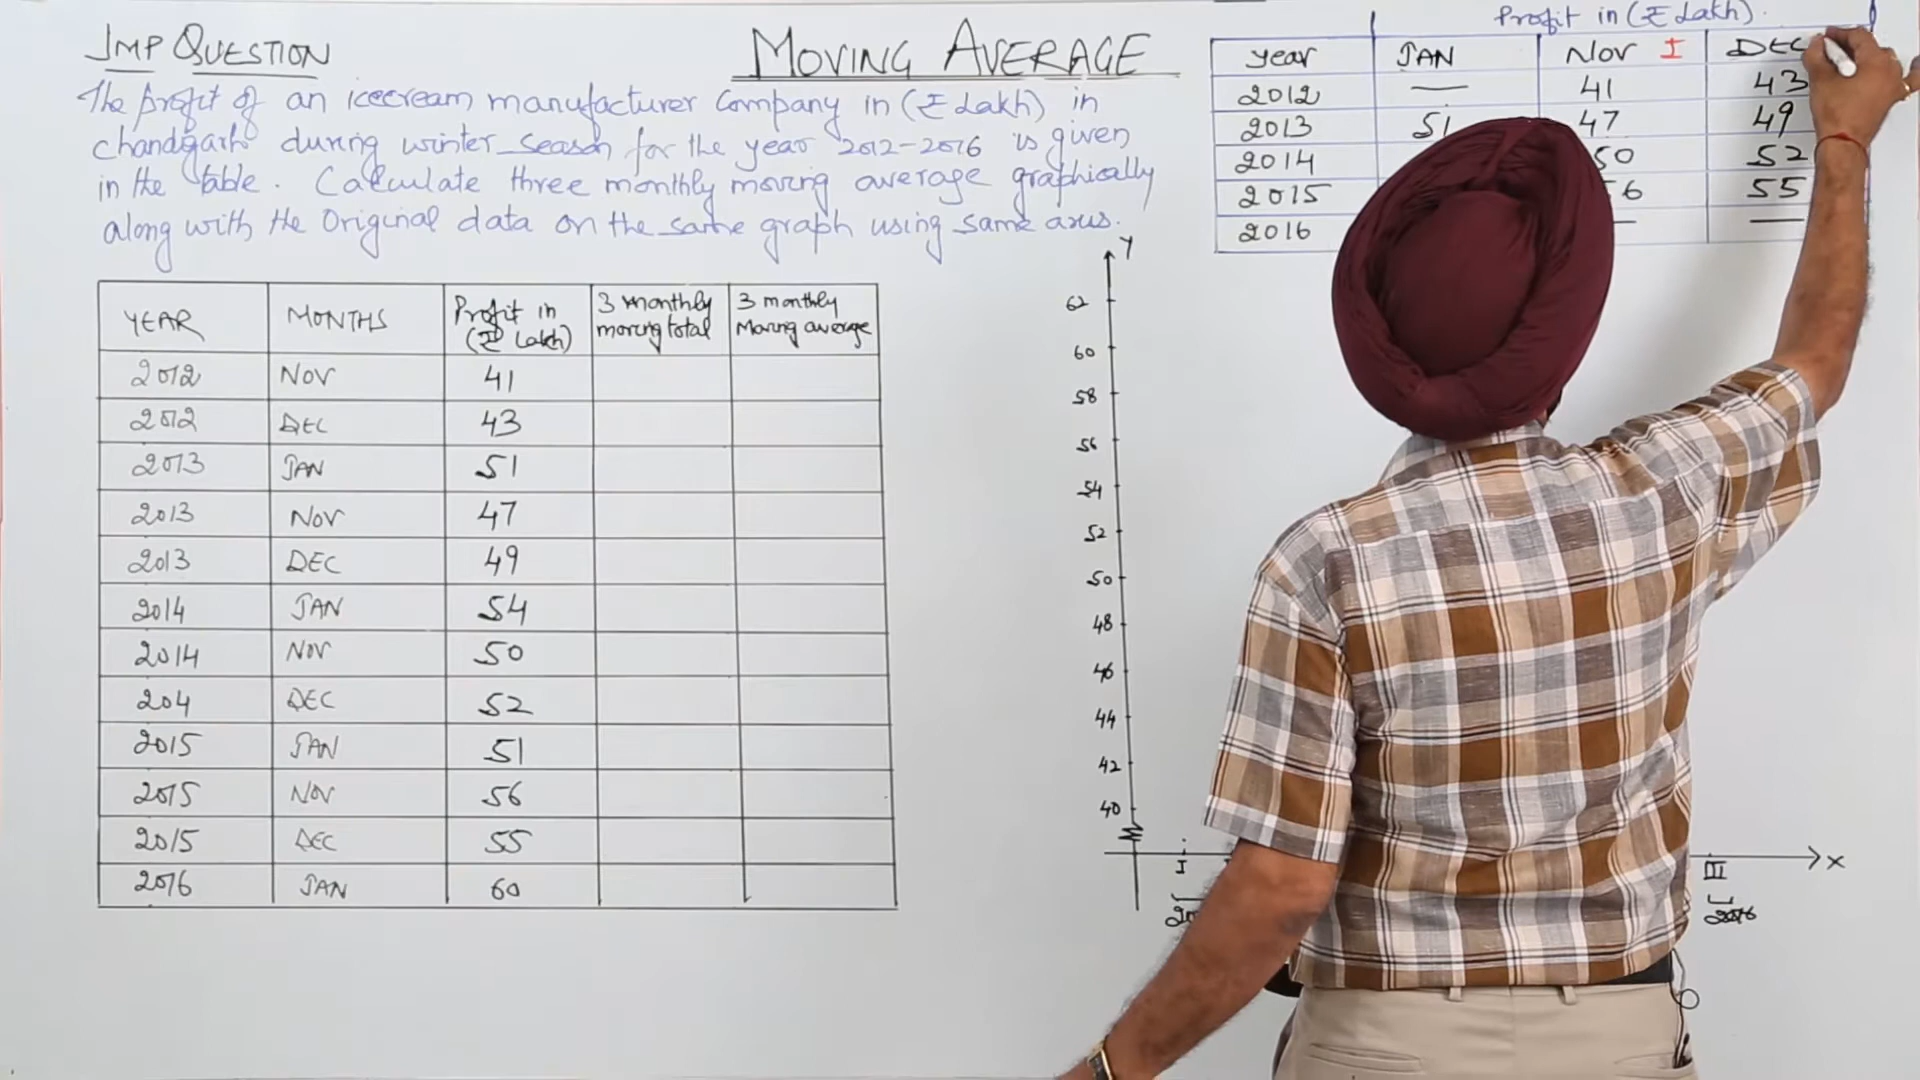 IMP QUESTION
MOVING AVERAGE
The profit of an icecream manufacturer Company in (₹ Lakh) in
chandgarh during winter season for the year 2012-2016 is given
in the table. Calculate three monthly moving average graphically
along with the Original data on the same graph using same axis.
Profit in (₹ Lakh).
Year JAN NOV I DEC
2012 — 41 43
2013 51 47 49
2014 50 52
2015 56 55
2016 — —
YEAR MONTHS Profit in (₹ Lakh) 3 monthly moving total 3 monthly Moving average
2012 NOV 41
2012 DEC 43
2013 JAN 51
2013 NOV 47
2013 DEC 49
2014 JAN 54
2014 NOV 50
204 DEC 52
2015 JAN 51
2015 NOV 56
2015 DEC 55
2016 JAN 60
Y
62
60
58
56
54
52
50
48
46
44
42
40
X
I III
2016